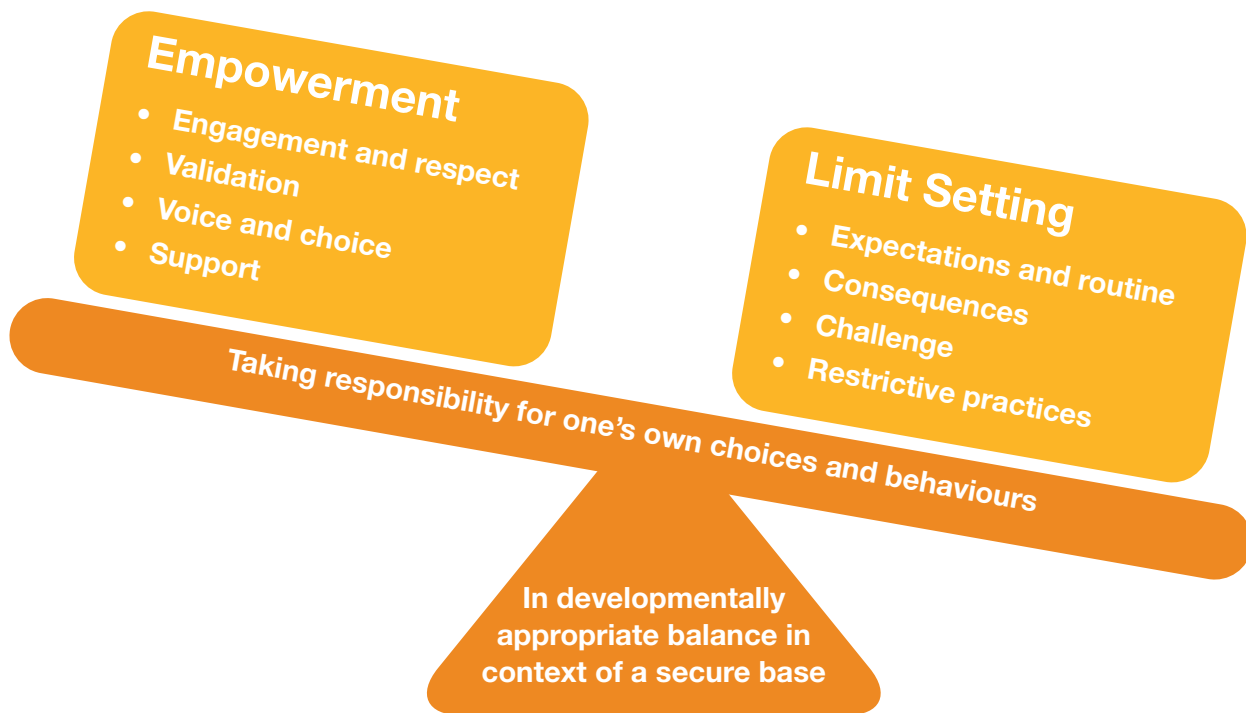 Empowerment
• Engagement and respect
• Validation
• Voice and choice
• Support
Limit Setting
• Expectations and routine
• Consequences
• Challenge
• Restrictive practices
Taking responsibility for one’s own choices and behaviours
In developmentally
appropriate balance in
context of a secure base